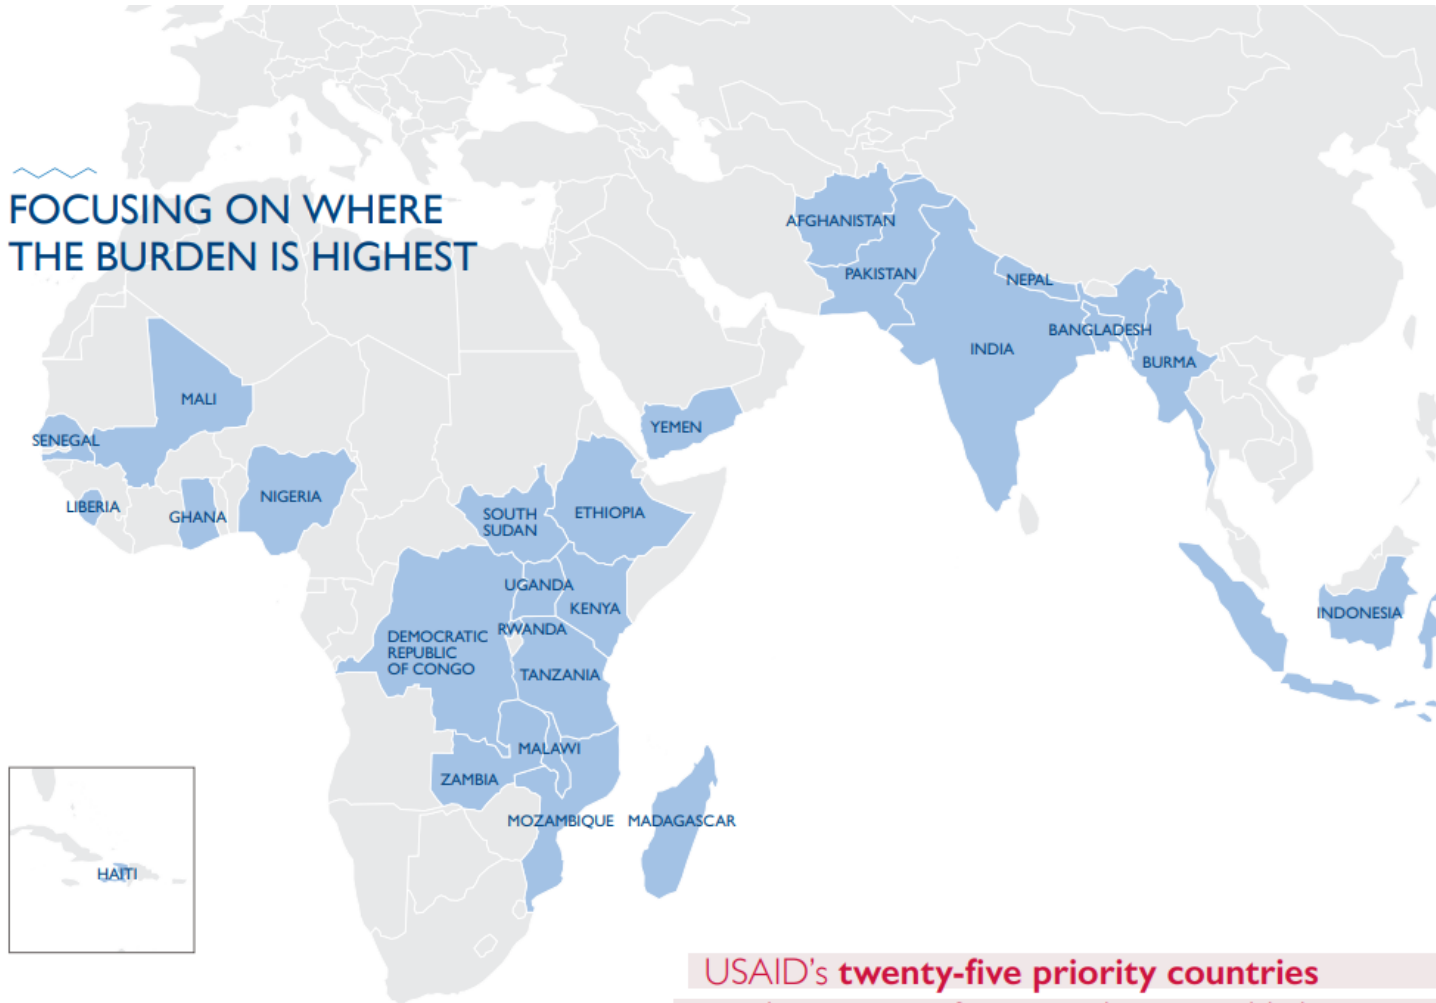 FOCUSING ON WHERE
THE BURDEN IS HIGHEST
AFGHANISTAN
PAKISTAN
NEPAL
BANGLADESH
INDIA
BURMA
MALI
SENEGAL
YEMEN
NIGERIA
LIBERIA
GHANA
SOUTH
SUDAN
ETHIOPIA
UGANDA
KENYA
INDONESIA
RWANDA
DEMOCRATIC
REPUBLIC
OF CONGO
TANZANIA
MALAWI
ZAMBIA
MOZAMBIQUE
MADAGASCAR
HAITI
USAID's twenty-five priority countries